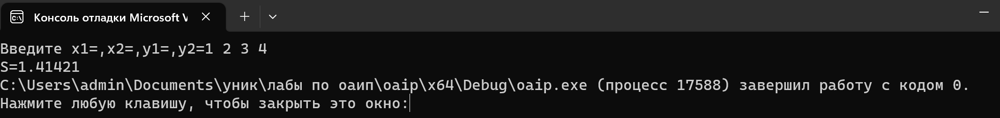 Консоль отладки Microsoft V
Введите x1=,x2=,y1=,y2=1 2 3 4
S=1.41421
C:\Users\admin\Documents\уник\лабы по оаип\oaip\x64\Debug\oaip.exe (процесс 17588) завершил работу с кодом 0.
Нажмите любую клавишу, чтобы закрыть это окно: